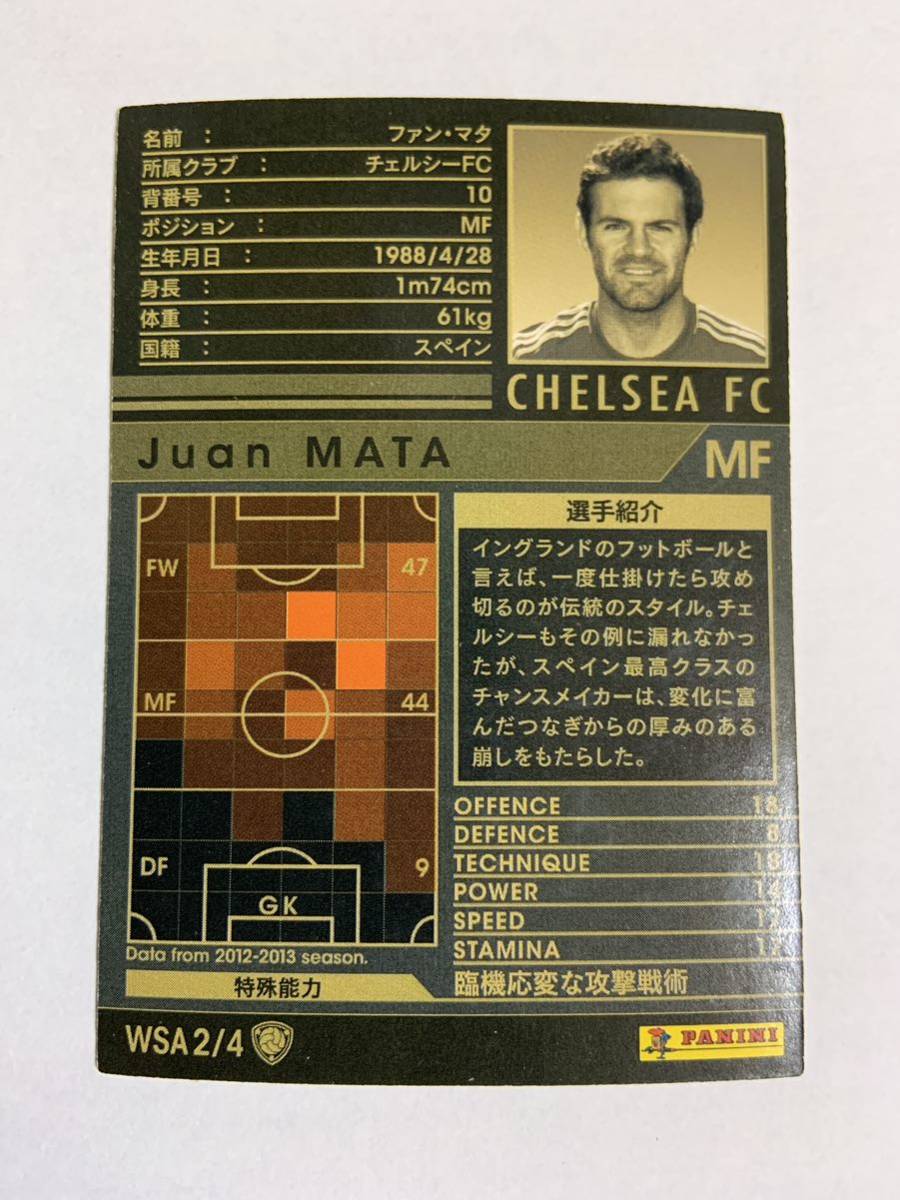 名前 : ファン・マタ
所属クラブ : チェルシーFC
背番号 : 10
ポジション : MF
生年月日 : 1988/4/28
身長 : 1m74cm
体重 : 61kg
国籍 : スペイン
CHELSEA FC
Juan MATA
MF
FW 47
MF 44
DF 9
GK
Data from 2012-2013 season.
選手紹介
イングランドのフットボールと
言えば、一度仕掛けたら攻め
切るのが伝統のスタイル。チェ
ルシーもその例に漏れなかっ
たが、スペイン最高クラスの
チャンスメイカーは、変化に富
んだつなぎからの厚みのある
崩しをもたらした。
OFFENCE 18
DEFENCE 8
TECHNIQUE 18
POWER 14
SPEED
STAMINA 17
特殊能力
臨機応変な攻撃戦術
WSA 2/4
PANINI